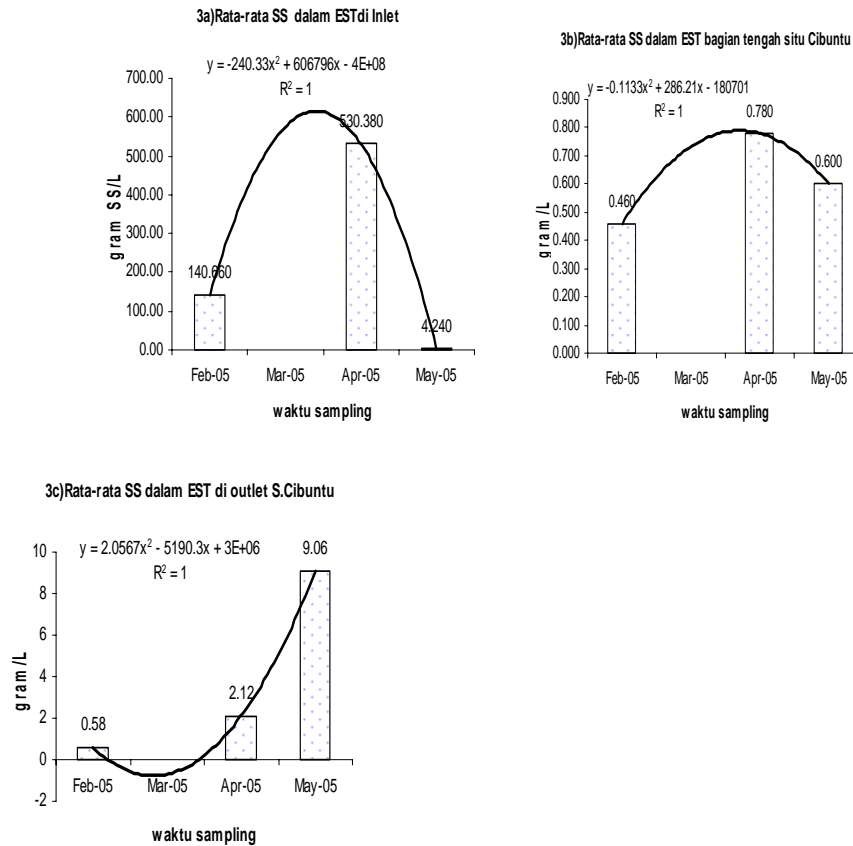 3a)Rata-rata SS dalam ESTdi Inlet
y = -240.33x² + 606796x - 4E+08
R² = 1
700.00
600.00
500.00
400.00
300.00
200.00
100.00
0.00
gram SS/L
140.660
530.380
4.240
Feb-05 Mar-05 Apr-05 May-05
waktu sampling
3b)Rata-rata SS dalam EST bagian tengah situ Cibuntu
y = -0.1133x² + 286.21x - 180701
R² = 1
0.900
0.800
0.700
0.600
0.500
0.400
0.300
0.200
0.100
0.000
gram/L
0.460
0.780
0.600
Feb-05 Mar-05 Apr-05 May-05
waktu sampling
3c)Rata-rata SS dalam EST di outlet S.Cibuntu
y = 2.0567x² - 5190.3x + 3E+06
R² = 1
10
8
6
4
2
0
-2
gram/L
0.58
2.12
9.06
Feb-05 Mar-05 Apr-05 May-05
waktu sampling